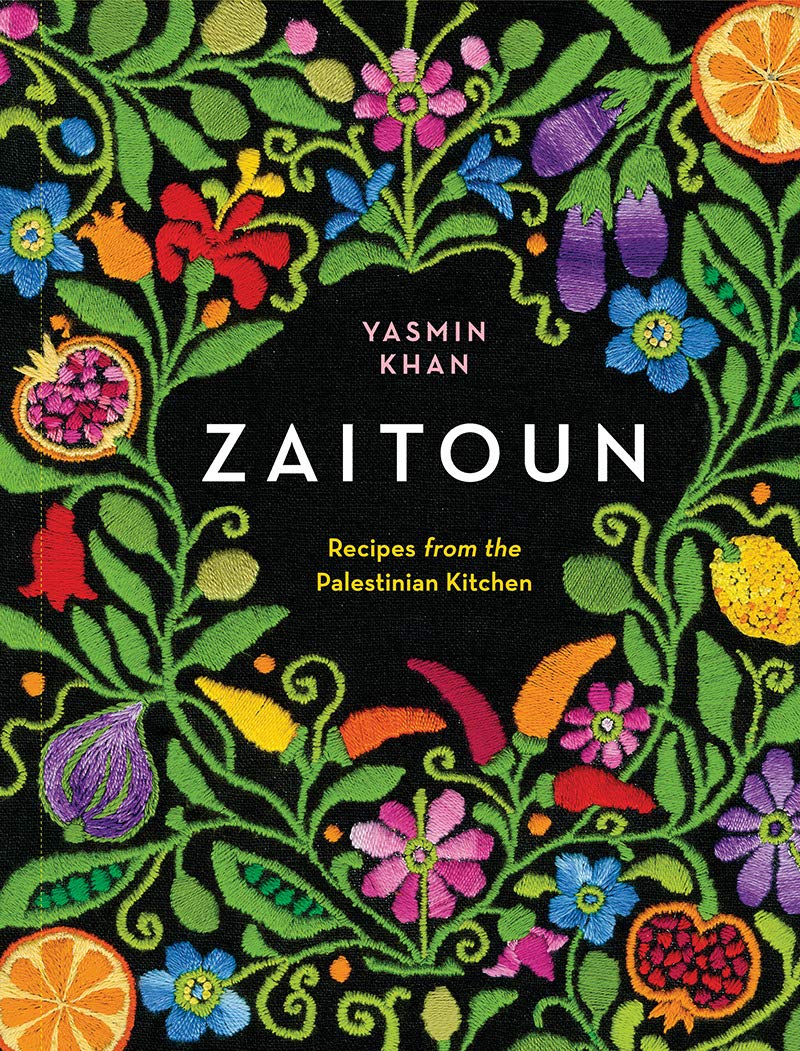 YASMIN
KHAN
ZAITOUN
Recipes from the
Palestinian Kitchen